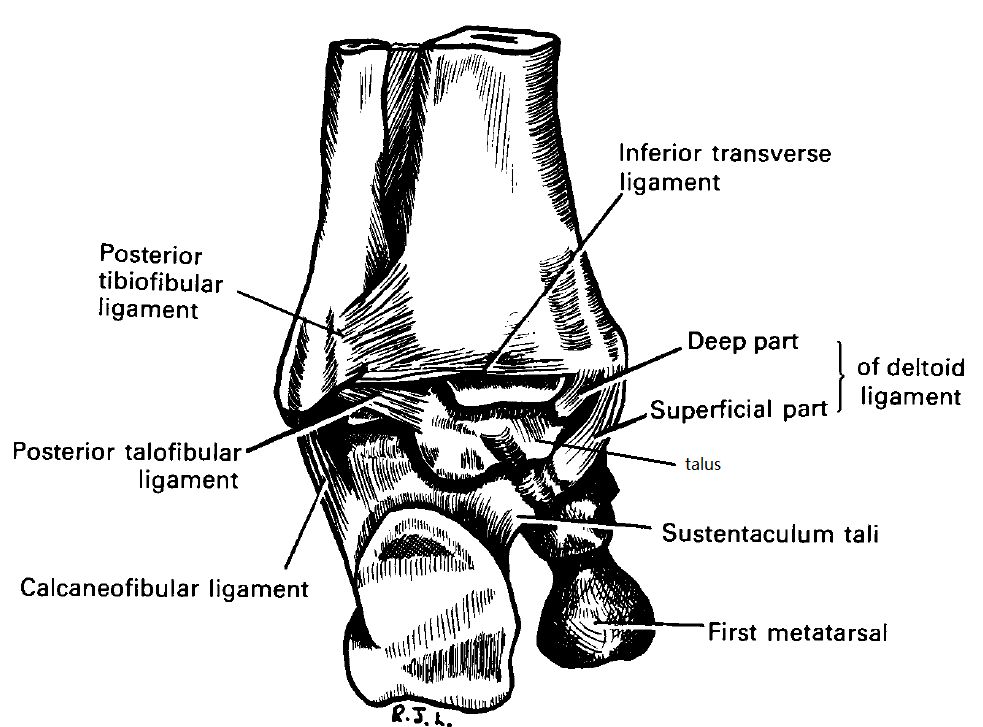 Inferior transverse
ligament
Posterior
tibiofibular
ligament
Deep part
of deltoid
ligament
Superficial part
Posterior talofibular
ligament
talus
Sustentaculum tali
Calcaneofibular ligament
First metatarsal
R.J.L.